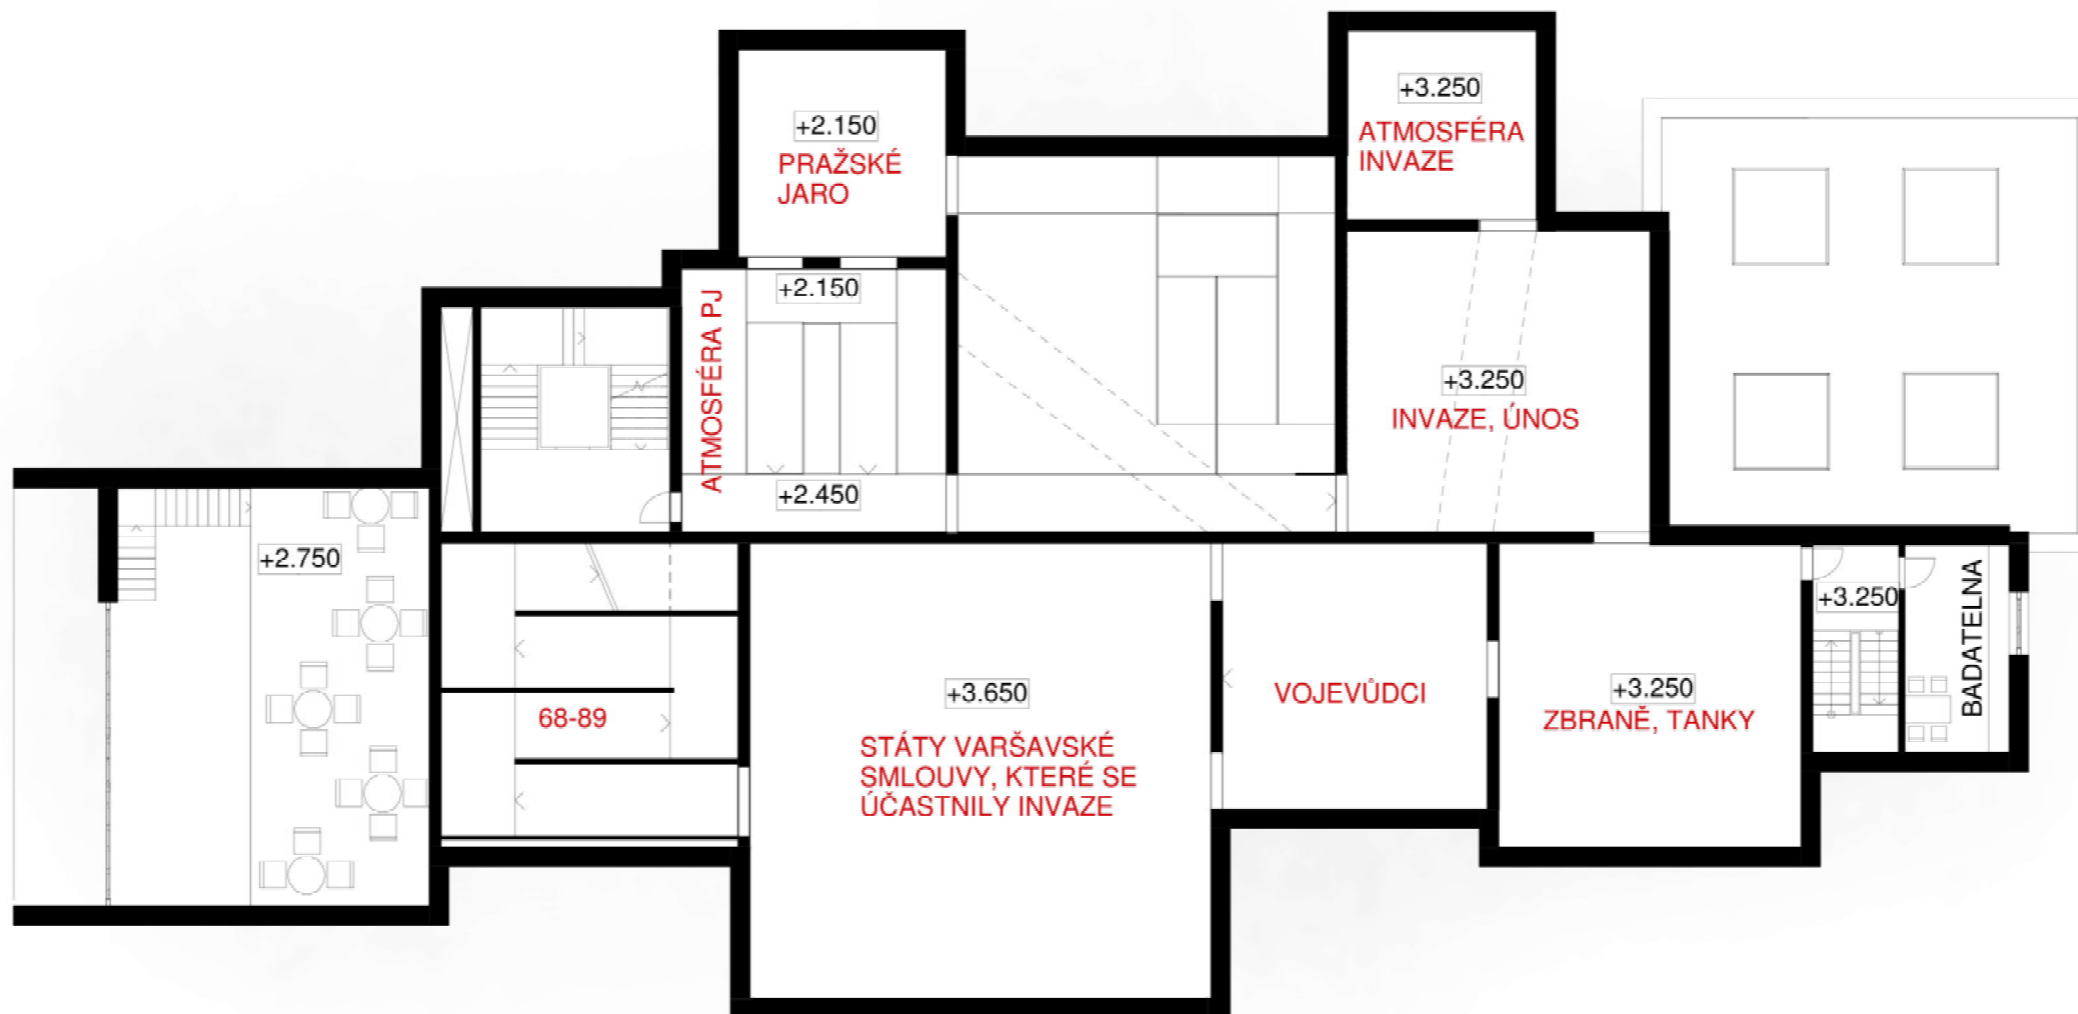 +3.250
ATMOSFÉRA
INVAZE
+2.150
PRAŽSKÉ
JARO
+2.150
ATMOSFÉRA PJ
+2.450
+3.250
INVAZE, ÚNOS
+2.750
68-89
+3.650
STÁTY VARŠAVSKÉ
SMLOUVY, KTERÉ SE
ÚČASTNILY INVAZE
VOJEVŮDCI
+3.250
ZBRANĚ, TANKY
+3.250
BADATELNA